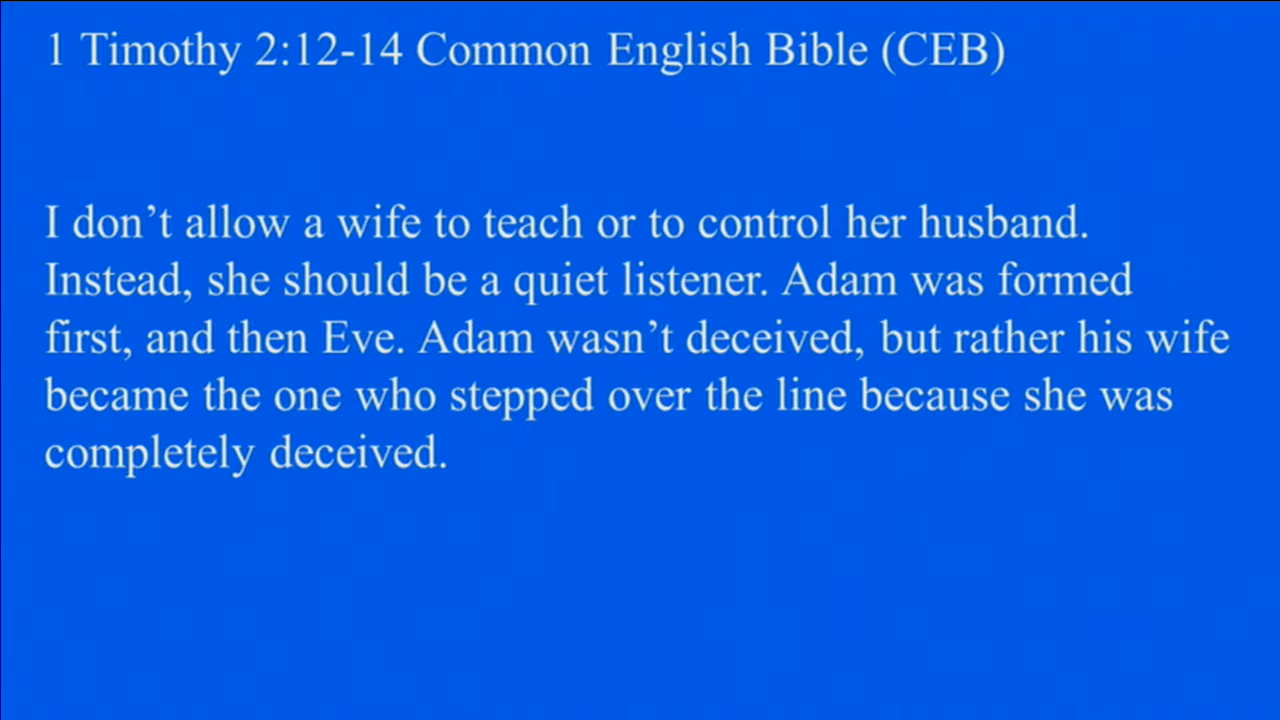 1 Timothy 2:12-14 Common English Bible (CEB)
I don’t allow a wife to teach or to control her husband.
Instead, she should be a quiet listener. Adam was formed
first, and then Eve. Adam wasn’t deceived, but rather his wife
became the one who stepped over the line because she was
completely deceived.